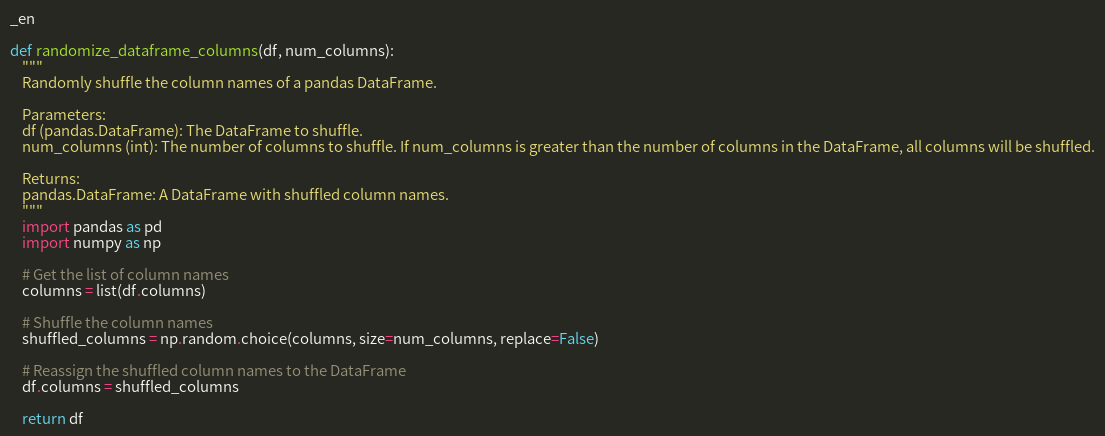 _en
def randomize_dataframe_columns(df, num_columns):
"""
Randomly shuffle the column names of a pandas DataFrame.
Parameters:
df (pandas.DataFrame): The DataFrame to shuffle.
num_columns (int): The number of columns to shuffle. If num_columns is greater than the number of columns in the DataFrame, all columns will be shuffled.
Returns:
pandas.DataFrame: A DataFrame with shuffled column names.
"""
import pandas as pd
import numpy as np
# Get the list of column names
columns = list(df.columns)
# Shuffle the column names
shuffled_columns = np.random.choice(columns, size=num_columns, replace=False)
# Reassign the shuffled column names to the DataFrame
df.columns = shuffled_columns
return df